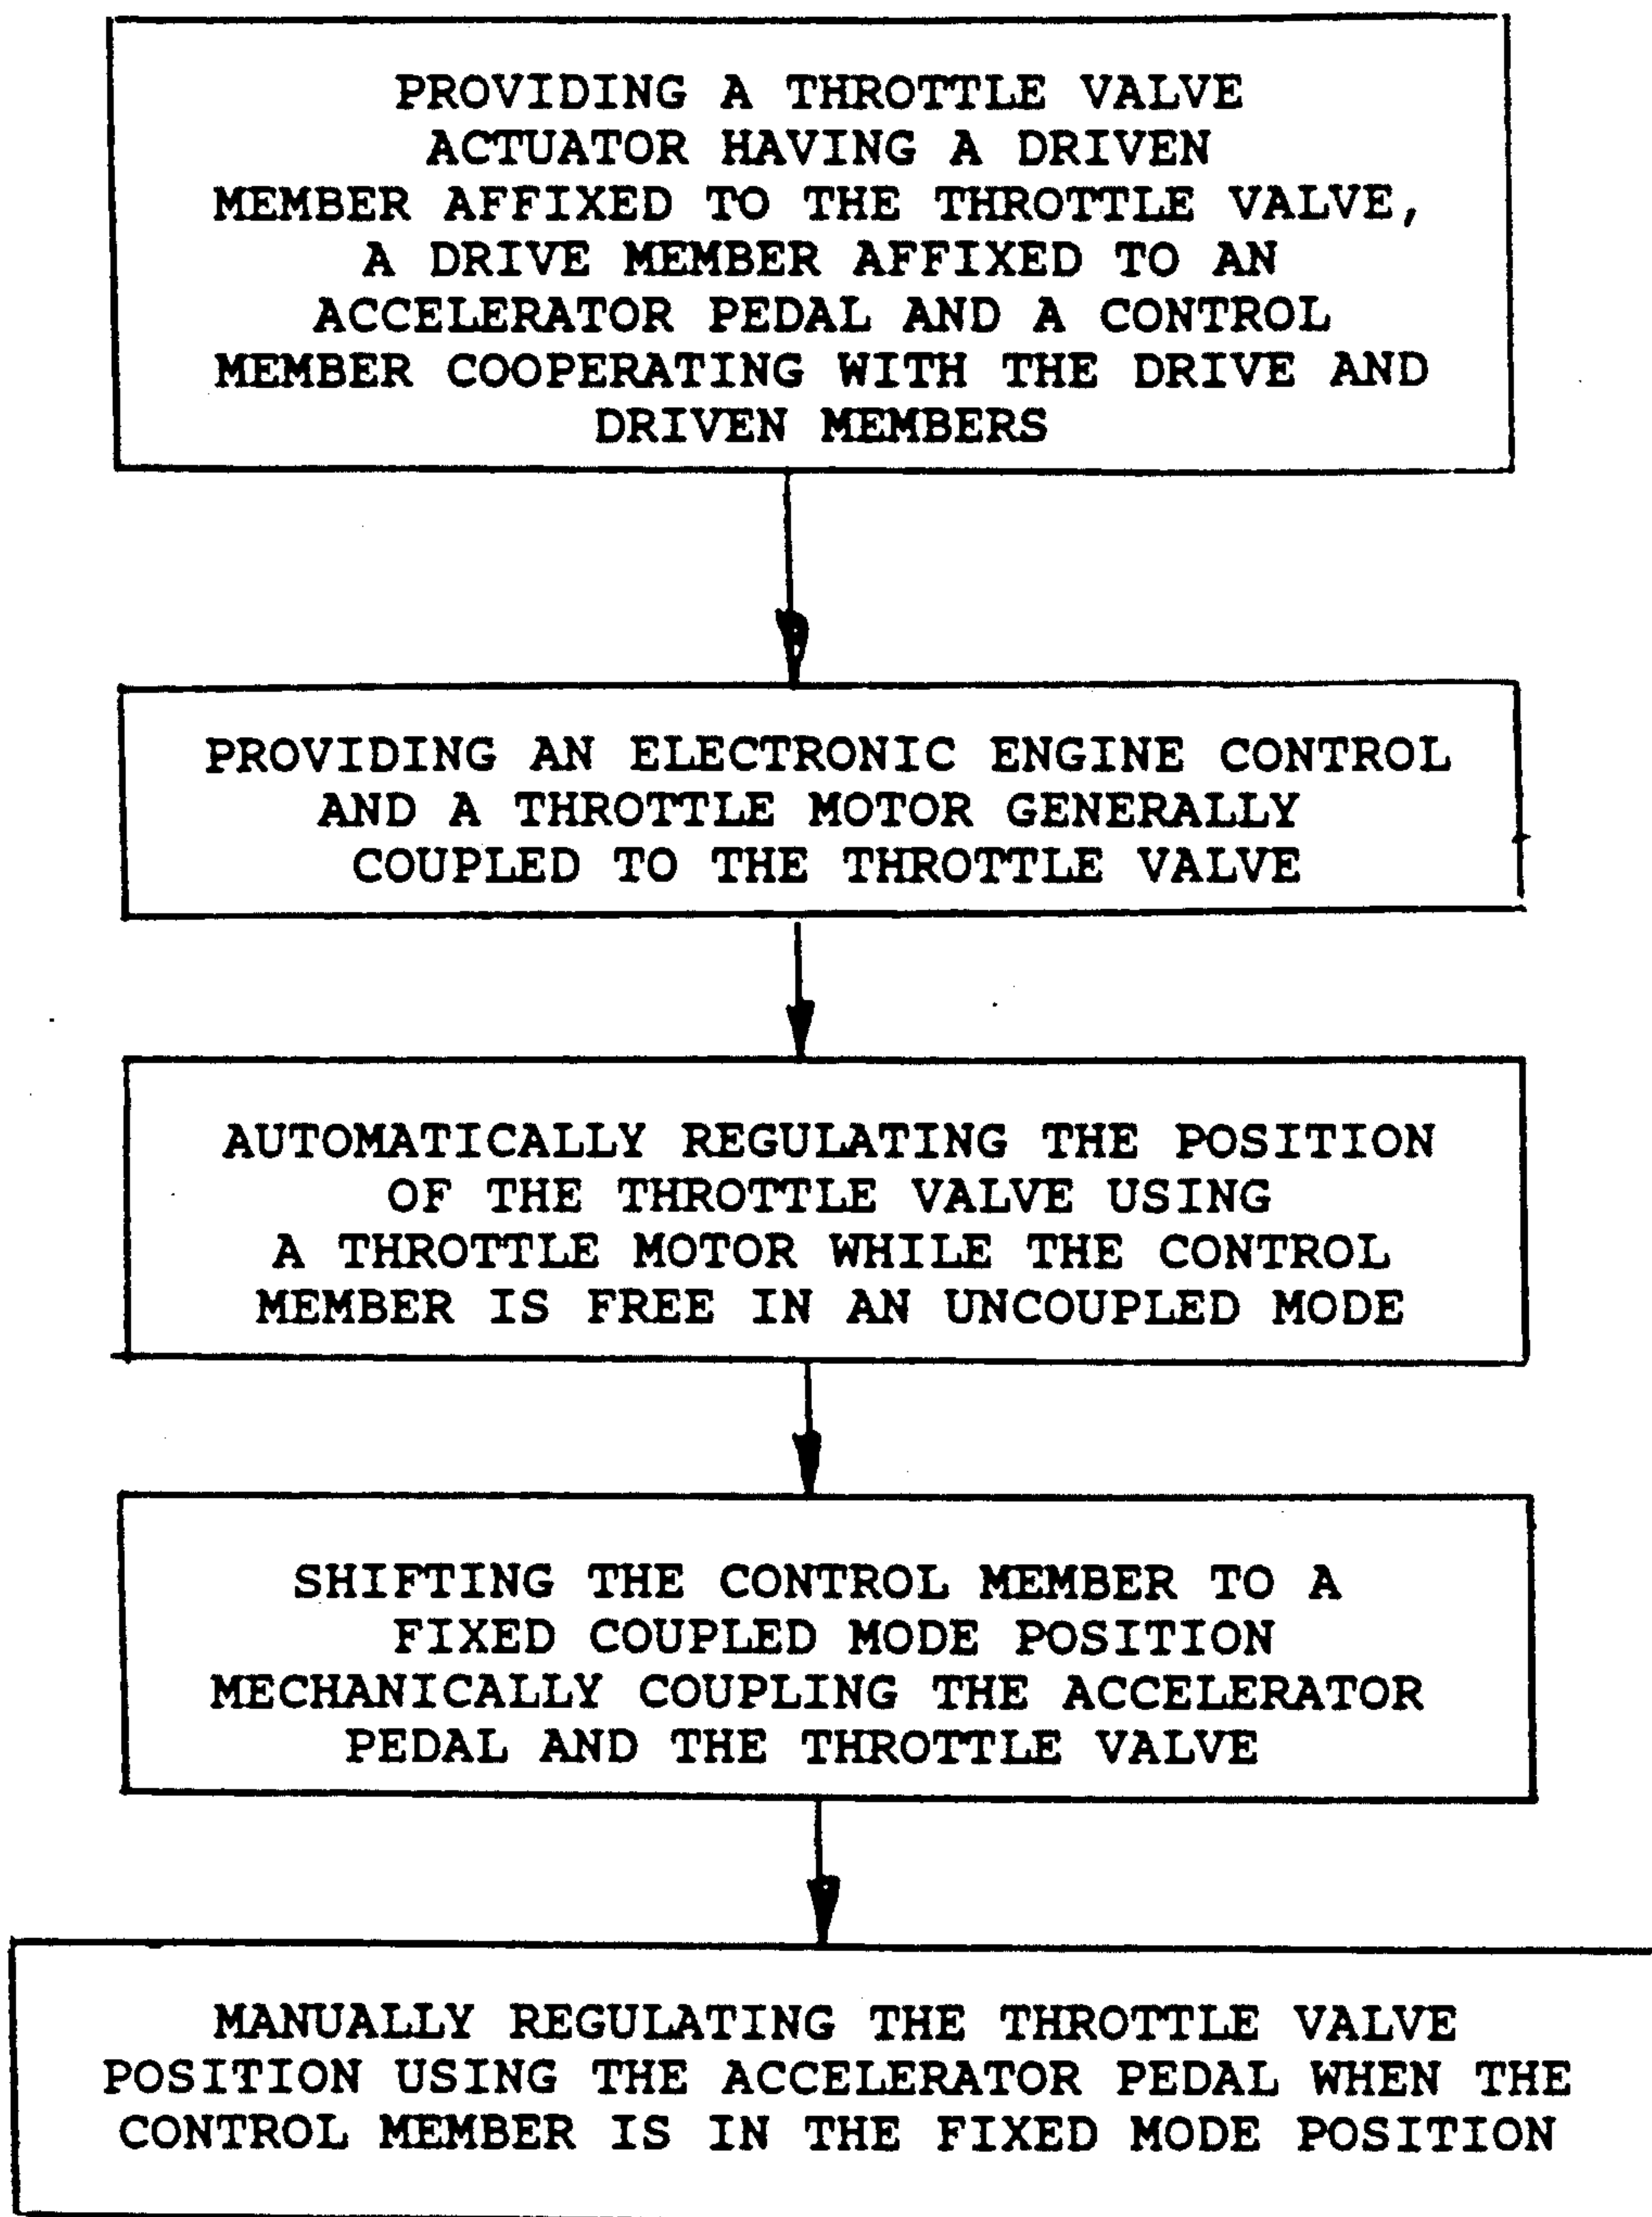 PROVIDING A THROTTLE VALVE
ACTUATOR HAVING A DRIVEN
MEMBER AFFIXED TO THE THROTTLE VALVE,
A DRIVE MEMBER AFFIXED TO AN
ACCELERATOR PEDAL AND A CONTROL
MEMBER COOPERATING WITH THE DRIVE AND
DRIVEN MEMBERS
PROVIDING AN ELECTRONIC ENGINE CONTROL
AND A THROTTLE MOTOR GENERALLY
COUPLED TO THE THROTTLE VALVE
AUTOMATICALLY REGULATING THE POSITION
OF THE THROTTLE VALVE USING
A THROTTLE MOTOR WHILE THE CONTROL
MEMBER IS FREE IN AN UNCOUPLED MODE
SHIFTING THE CONTROL MEMBER TO A
FIXED COUPLED MODE POSITION
MECHANICALLY COUPLING THE ACCELERATOR
PEDAL AND THE THROTTLE VALVE
MANUALLY REGULATING THE THROTTLE VALVE
POSITION USING THE ACCELERATOR PEDAL WHEN THE
CONTROL MEMBER IS IN THE FIXED MODE POSITION